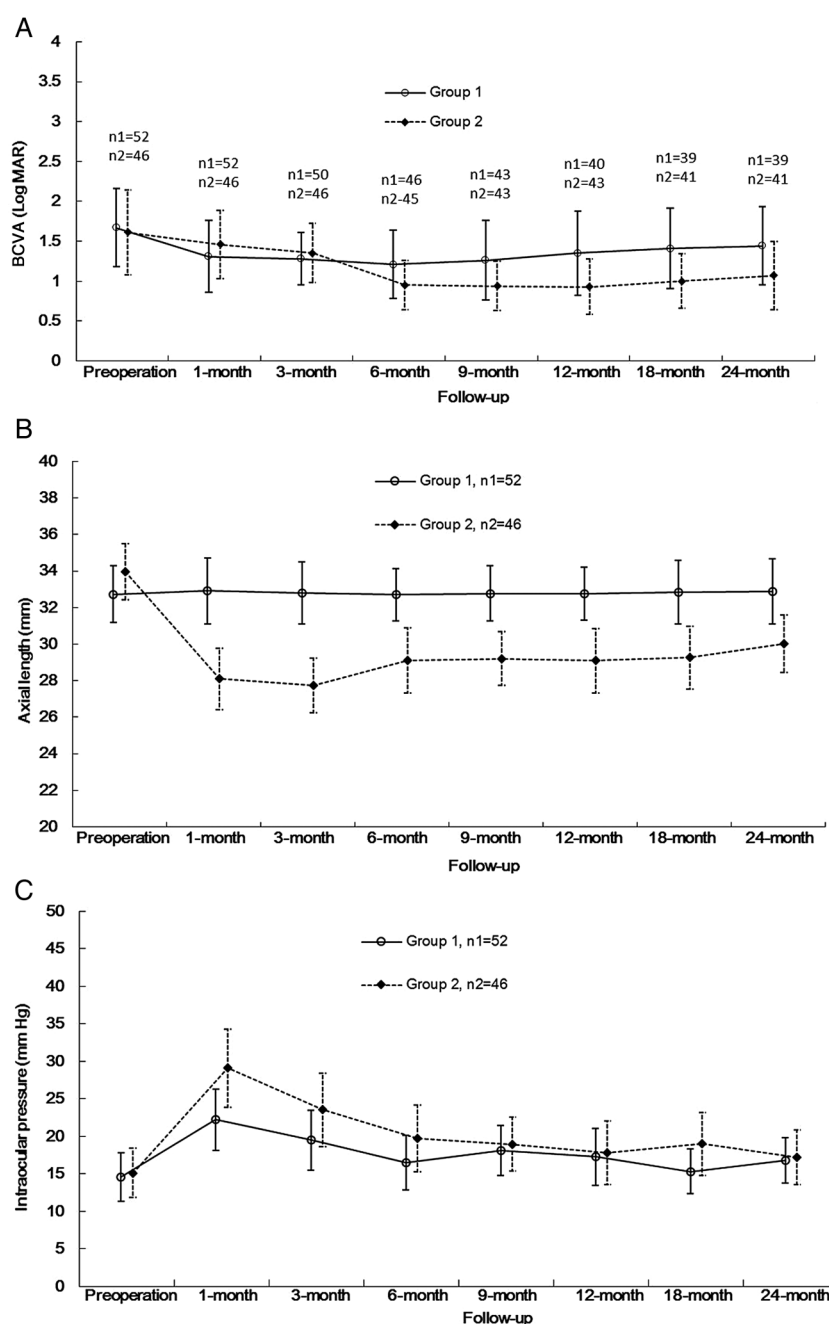 A
4
3.5
3
2.5
2
1.5
1
0.5
0
BCVA (Log MAR)
Group 1
Group 2
n1=52
n2=46
n1=52
n2=46
n1=50
n2=46
n1=46
n2-45
n1=43
n2=43
n1=40
n2=43
n1=39
n2=41
n1=39
n2=41
Preoperation 1-month 3-month 6-month 9-month 12-month 18-month 24-month
Follow-up
B
40
38
36
34
32
30
28
26
24
22
20
Axial length (mm)
Group 1, n1=52
Group 2, n2=46
Preoperation 1-month 3-month 6-month 9-month 12-month 18-month 24-month
Follow-up
C
50
45
40
35
30
25
20
15
10
5
0
Intraocular pressure (mm Hg)
Group 1, n1=52
Group 2, n2=46
Preoperation 1-month 3-month 6-month 9-month 12-month 18-month 24-month
Follow-up